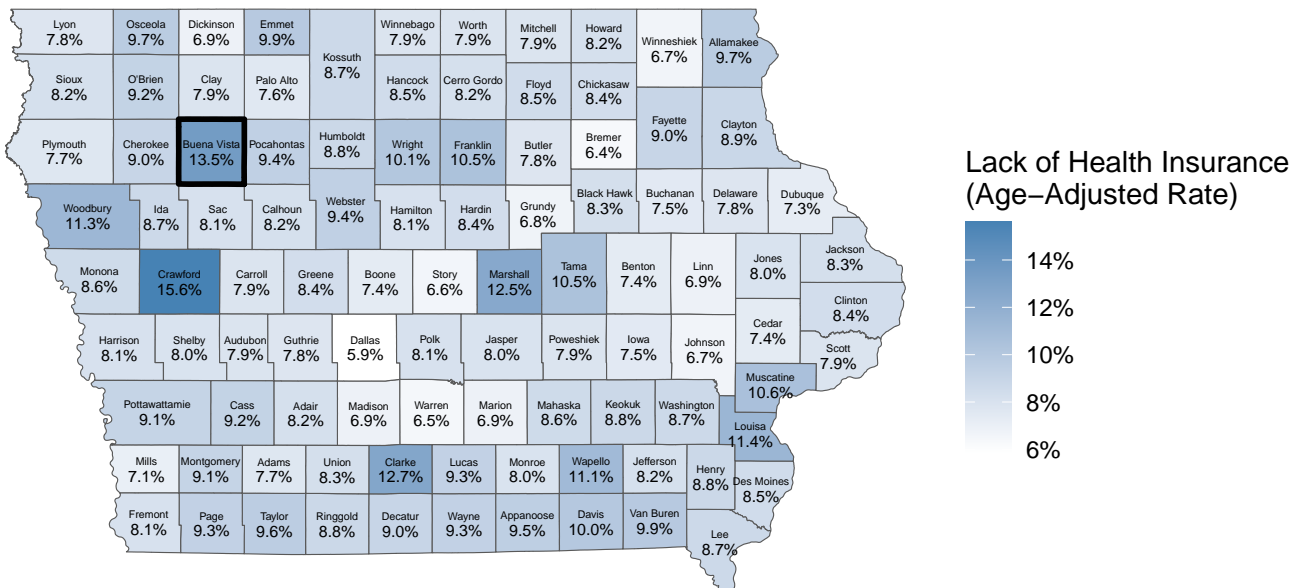 Lyon
7.8%
Osceola
9.7%
Dickinson
6.9%
Emmet
9.9%
Kossuth
8.7%
Winnebago
7.9%
Worth
7.9%
Mitchell
7.9%
Howard
8.2%
Winneshiek
6.7%
Allamakee
9.7%
Sioux
8.2%
O'Brien
9.2%
Clay
7.9%
Palo Alto
7.6%
Hancock
8.5%
Cerro Gordo
8.2%
Floyd
8.5%
Chickasaw
8.4%
Fayette
9.0%
Clayton
8.9%
Plymouth
7.7%
Cherokee
9.0%
Buena Vista
13.5%
Pocahontas
9.4%
Humboldt
8.8%
Wright
10.1%
Franklin
10.5%
Butler
7.8%
Bremer
6.4%
Woodbury
11.3%
Ida
8.7%
Sac
8.1%
Calhoun
8.2%
Webster
9.4%
Hamilton
8.1%
Hardin
8.4%
Grundy
6.8%
Black Hawk
8.3%
Buchanan
7.5%
Delaware
7.8%
Dubuque
7.3%
Monona
8.6%
Crawford
15.6%
Carroll
7.9%
Greene
8.4%
Boone
7.4%
Story
6.6%
Marshall
12.5%
Tama
10.5%
Benton
7.4%
Linn
6.9%
Jones
8.0%
Jackson
8.3%
Clinton
8.4%
Harrison
8.1%
Shelby
8.0%
Audubon
7.9%
Guthrie
7.8%
Dallas
5.9%
Polk
8.1%
Jasper
8.0%
Poweshiek
7.9%
Iowa
7.5%
Johnson
6.7%
Cedar
7.4%
Scott
7.9%
Muscatine
10.6%
Pottawattamie
9.1%
Cass
9.2%
Adair
8.2%
Madison
6.9%
Warren
6.5%
Marion
6.9%
Mahaska
8.6%
Keokuk
8.8%
Washington
8.7%
Louisa
11.4%
Mills
7.1%
Montgomery
9.1%
Adams
7.7%
Union
8.3%
Clarke
12.7%
Lucas
9.3%
Monroe
8.0%
Wapello
11.1%
Jefferson
8.2%
Henry
8.8%
Des Moines
8.5%
Fremont
8.1%
Page
9.3%
Taylor
9.6%
Ringgold
8.8%
Decatur
9.0%
Wayne
9.3%
Appanoose
9.5%
Davis
10.0%
Van Buren
9.9%
Lee
8.7%
Lack of Health Insurance
(Age−Adjusted Rate)
14%
12%
10%
8%
6%